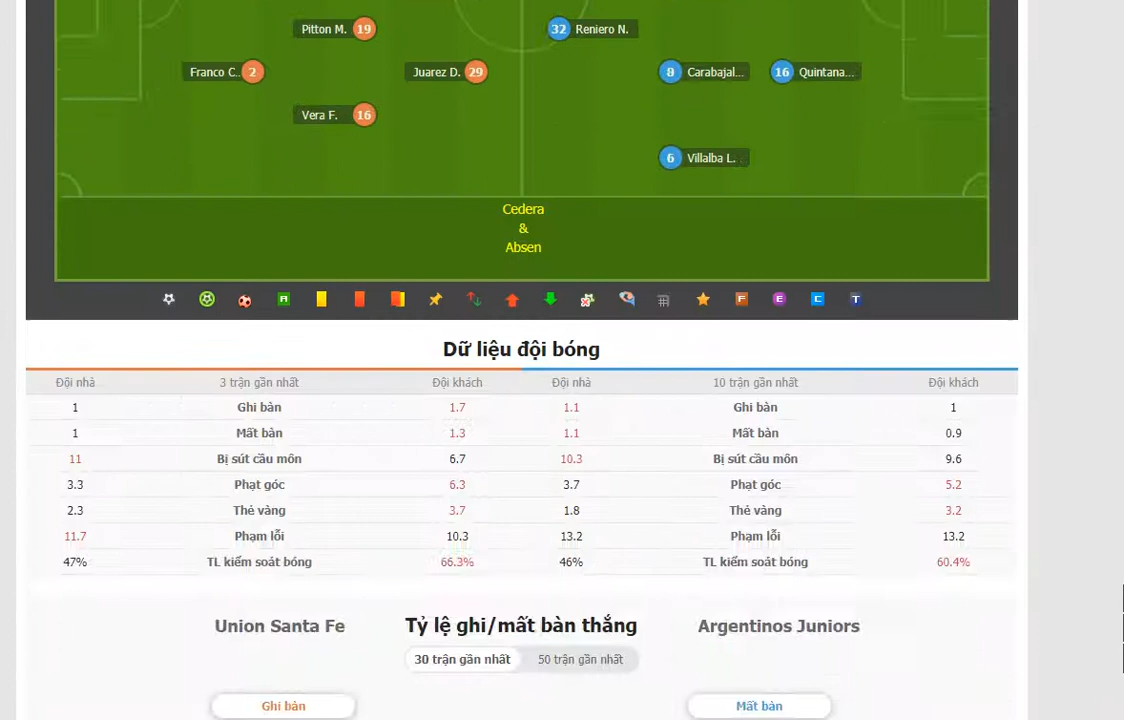 Pitton M. 19
32 Reniero N.
Franco C.. 2
Juarez D. 29
8 Carabajal...
16 Quintana...
Vera F. 16
6 Villalba L.
Cedera
&
Absen
A F E C T
Dữ liệu đội bóng
Đội nhà 3 trận gần nhất Đội khách Đội nhà 10 trận gần nhất Đội khách
1 Ghi bàn 1.7 1.1 Ghi bàn 1
1 Mất bàn 1.3 1.1 Mất bàn 0.9
11 Bị sút cầu môn 6.7 10.3 Bị sút cầu môn 9.6
3.3 Phạt góc 6.3 3.7 Phạt góc 5.2
2.3 Thẻ vàng 3.7 1.8 Thẻ vàng 3.2
11.7 Phạm lỗi 10.3 13.2 Phạm lỗi 13.2
47% TL kiểm soát bóng 66.3% 46% TL kiểm soát bóng 60.4%
Union Santa Fe Tỷ lệ ghi/mất bàn thắng Argentinos Juniors
30 trận gần nhất 50 trận gần nhất
Ghi bàn Mất bàn